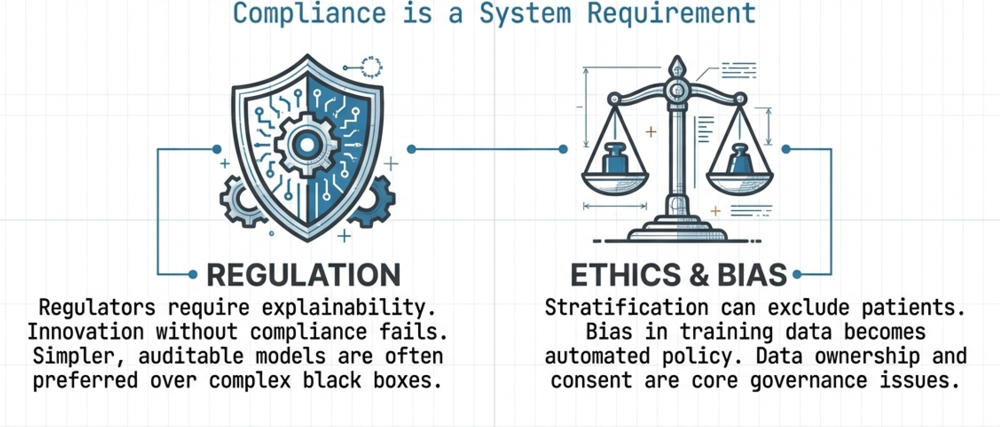 Compliance is a System Requirement
REGULATION
Regulators require explainability.
Innovation without compliance fails.
Simpler, auditable models are often
preferred over complex black boxes.
ETHICS & BIAS
Stratification can exclude patients.
Bias in training data becomes
automated policy. Data ownership and
consent are core governance issues.